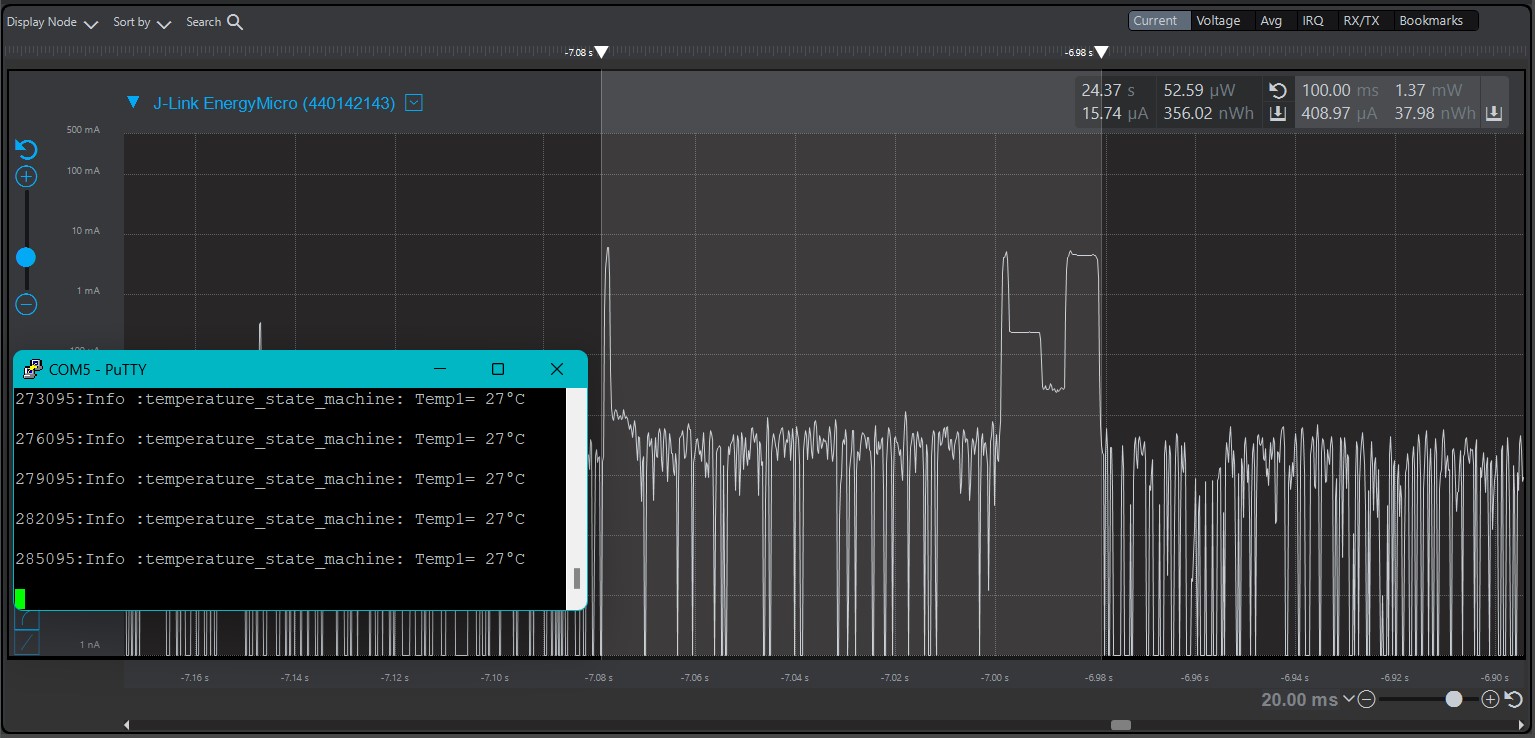 Display Node Sort by Search Current Voltage Avg IRQ RX/TX Bookmarks
-7.08 s -6.98 s
J-Link EnergyMicro (440142143)
24.37 s 52.59 µW 100.00 ms 1.37 mW
15.74 µA 356.02 nWh 408.97 µA 37.98 nWh
500 mA
100 mA
10 mA
1 mA
COM5 - PuTTY
273095:Info :temperature_state_machine: Temp1= 27°C
276095:Info :temperature_state_machine: Temp1= 27°C
279095:Info :temperature_state_machine: Temp1= 27°C
282095:Info :temperature_state_machine: Temp1= 27°C
285095:Info :temperature_state_machine: Temp1= 27°C
1 nA
-7.16 s -7.14 s -7.12 s -7.10 s -7.08 s -7.06 s -7.04 s -7.02 s -7.00 s -6.98 s -6.96 s -6.94 s -6.92 s -6.90 s
20.00 ms